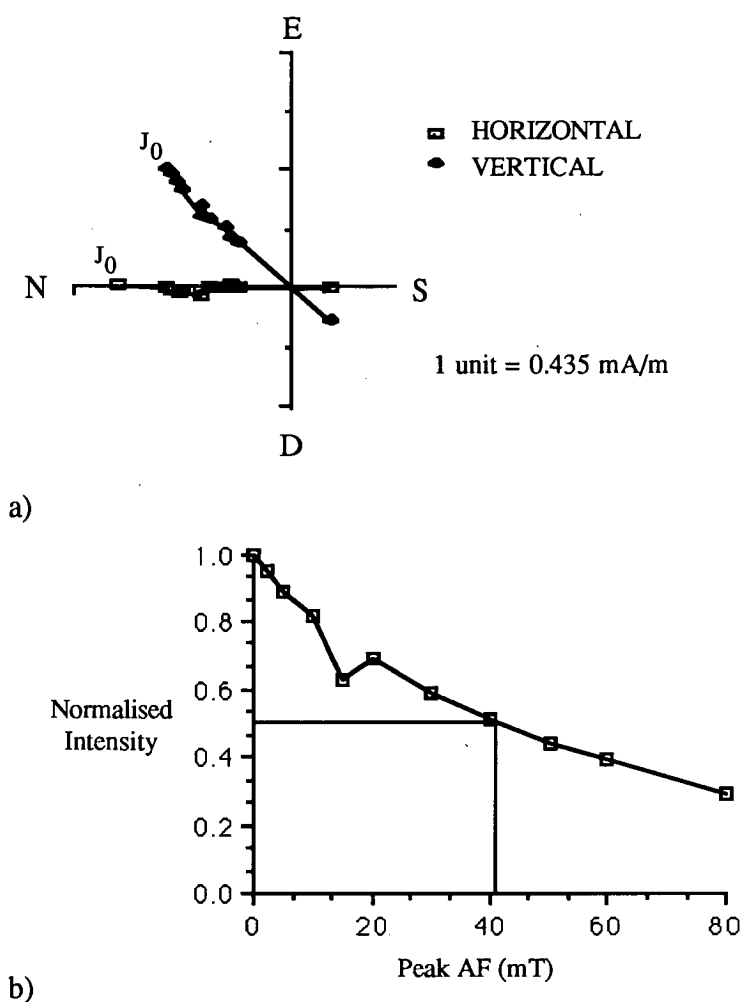 E
J0
HORIZONTAL
VERTICAL
J0
N
S
1 unit = 0.435 mA/m
D
a)
1.0
0.8
0.6
Normalised
Intensity
0.4
0.2
0.0
0 20 40 60 80
Peak AF (mT)
b)